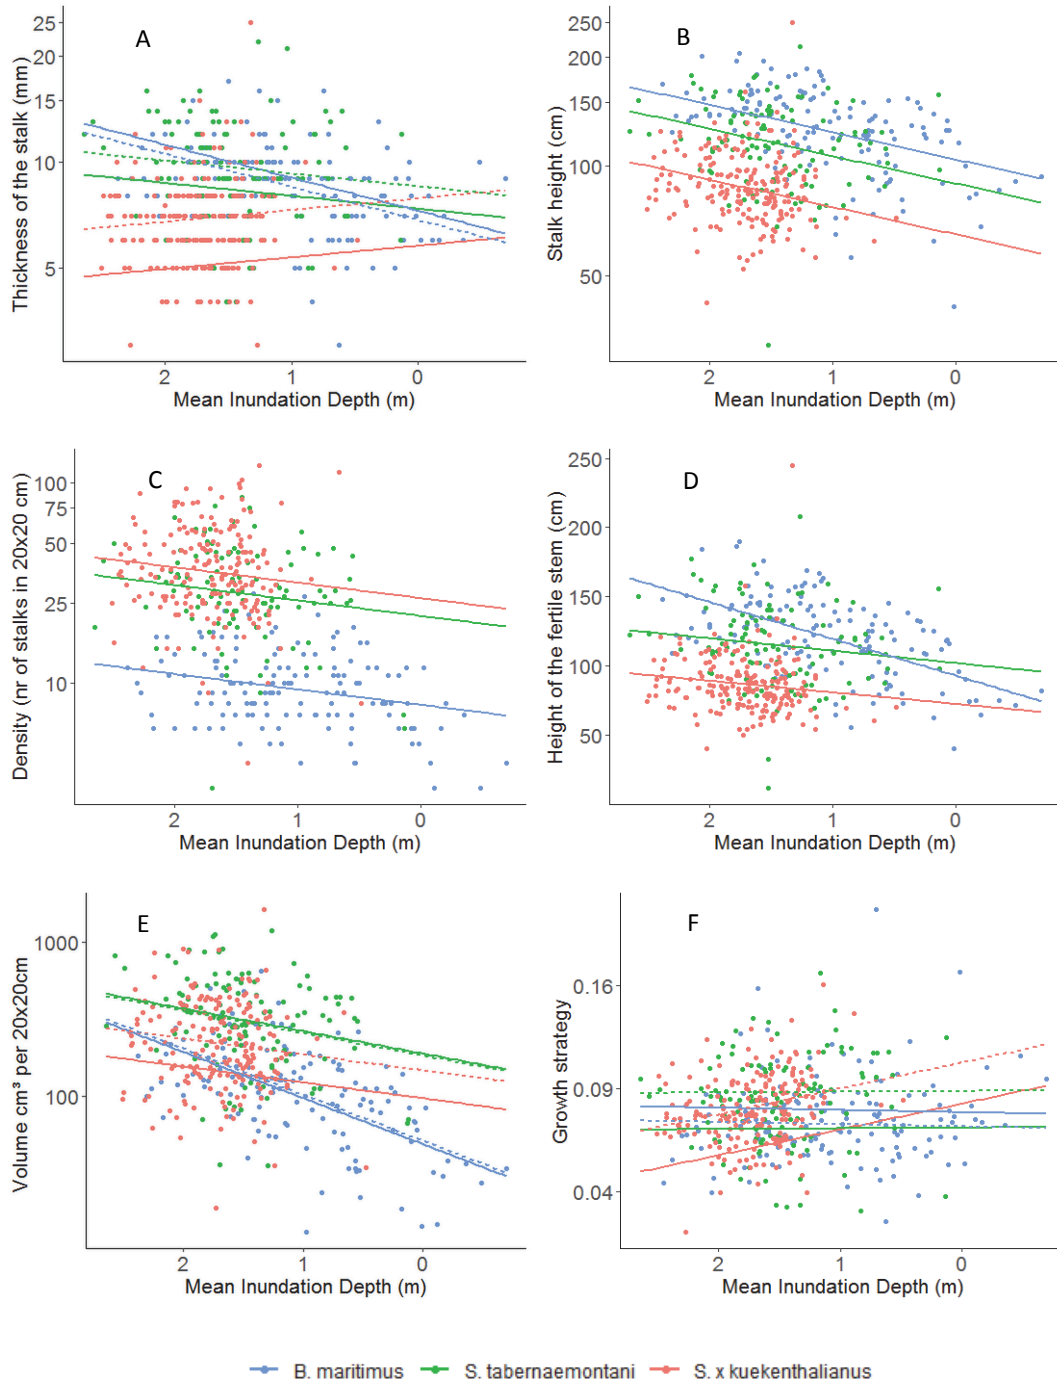 A
Thickness of the stalk (mm)
25
20
15
10
5
2
1
0
Mean Inundation Depth (m)
B
Stalk height (cm)
250
200
150
100
50
2
1
0
Mean Inundation Depth (m)
C
Density (nr of stalks in 20x20 cm)
100
75
50
25
10
2
1
0
Mean Inundation Depth (m)
D
Height of the fertile stem (cm)
250
200
150
100
50
2
1
0
Mean Inundation Depth (m)
E
Volume cm³ per 20x20cm
1000
100
2
1
0
Mean Inundation Depth (m)
F
Growth strategy
0.16
0.09
0.04
2
1
0
Mean Inundation Depth (m)
B. maritimus S. tabernaemontani S. x kuekenthalianus